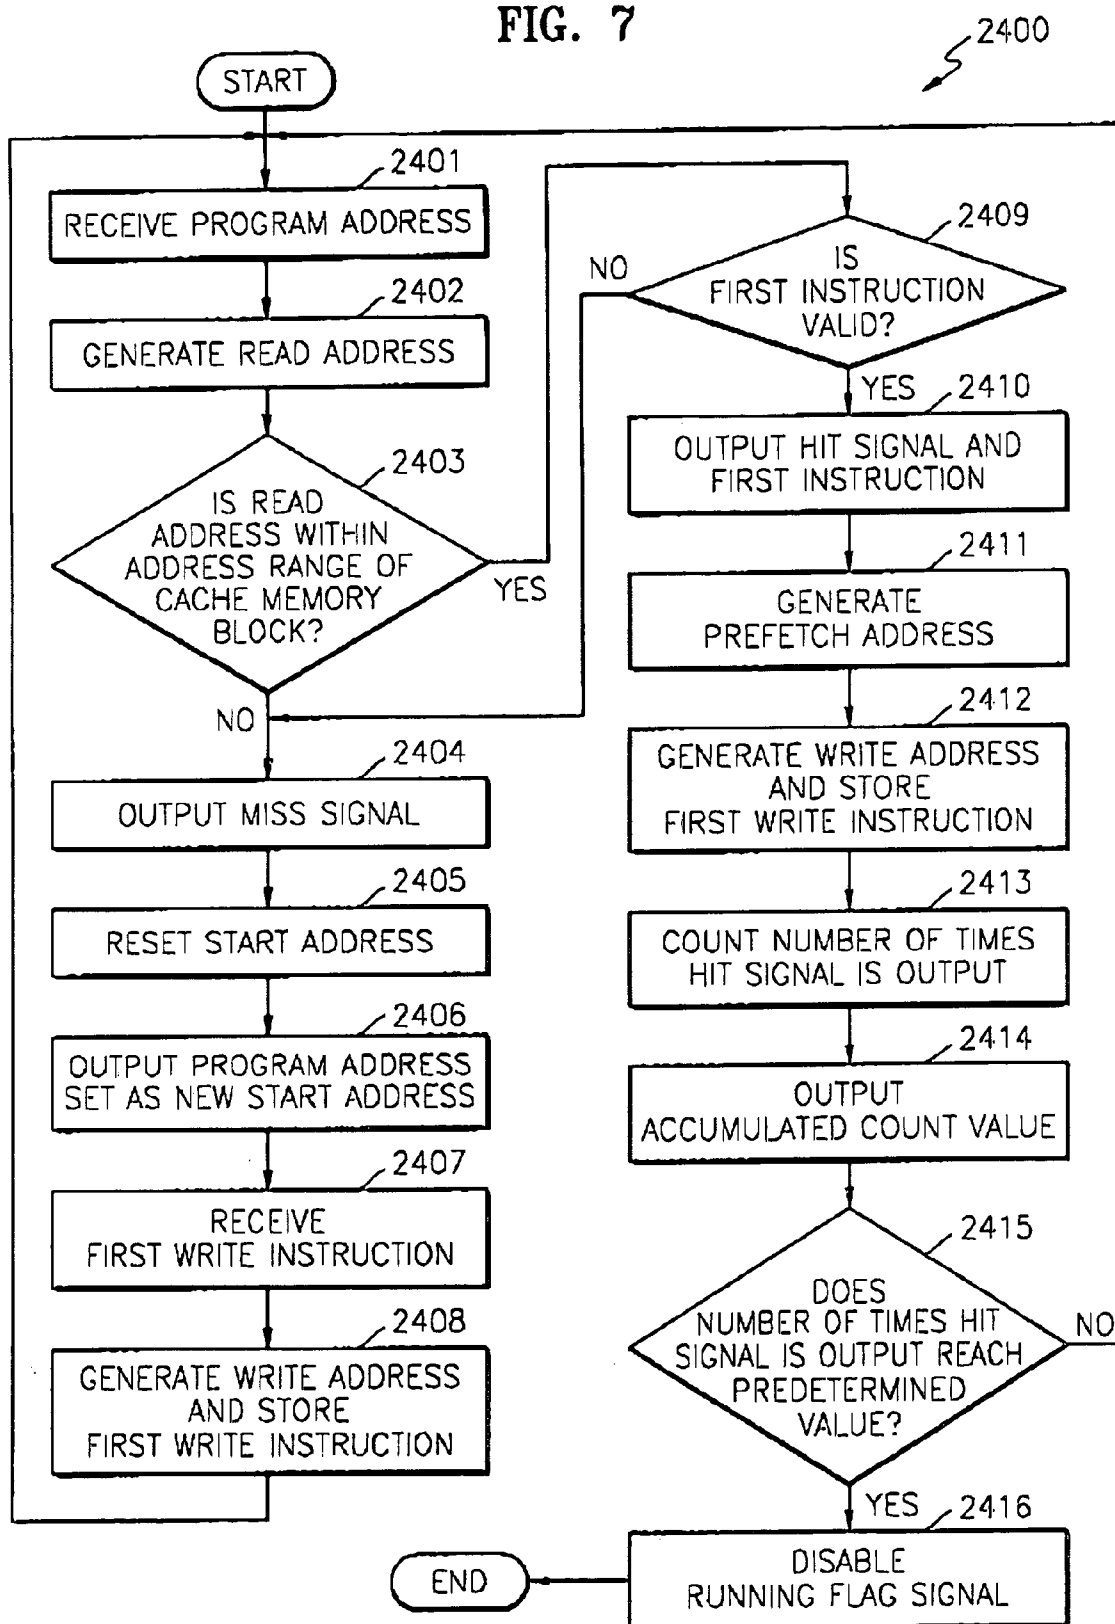 FIG. 7
2400
START
2401
RECEIVE PROGRAM ADDRESS
2402
GENERATE READ ADDRESS
2403
IS READ
ADDRESS WITHIN
ADDRESS RANGE OF
CACHE MEMORY
BLOCK?
YES
NO
2404
OUTPUT MISS SIGNAL
2405
RESET START ADDRESS
2406
OUTPUT PROGRAM ADDRESS
SET AS NEW START ADDRESS
2407
RECEIVE
FIRST WRITE INSTRUCTION
2408
GENERATE WRITE ADDRESS
AND STORE
FIRST WRITE INSTRUCTION
2409
IS
FIRST INSTRUCTION
VALID?
NO
YES
2410
OUTPUT HIT SIGNAL AND
FIRST INSTRUCTION
2411
GENERATE
PREFETCH ADDRESS
2412
GENERATE WRITE ADDRESS
AND STORE
FIRST WRITE INSTRUCTION
2413
COUNT NUMBER OF TIMES
HIT SIGNAL IS OUTPUT
2414
OUTPUT
ACCUMULATED COUNT VALUE
2415
DOES
NUMBER OF TIMES HIT
SIGNAL IS OUTPUT REACH
PREDETERMINED
VALUE?
NO
YES
2416
DISABLE
RUNNING FLAG SIGNAL
END